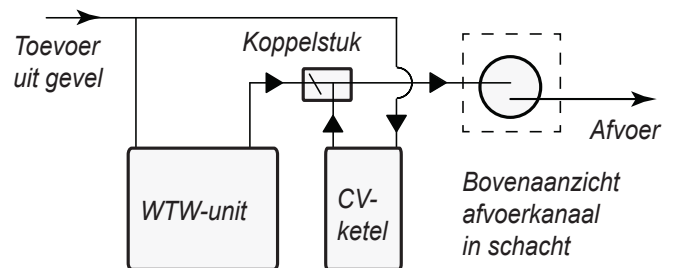 Toevoer
uit gevel
Koppelstuk
Afvoer
WTW-unit
CV-
ketel
Bovenaanzicht
afvoerkanaal
in schacht